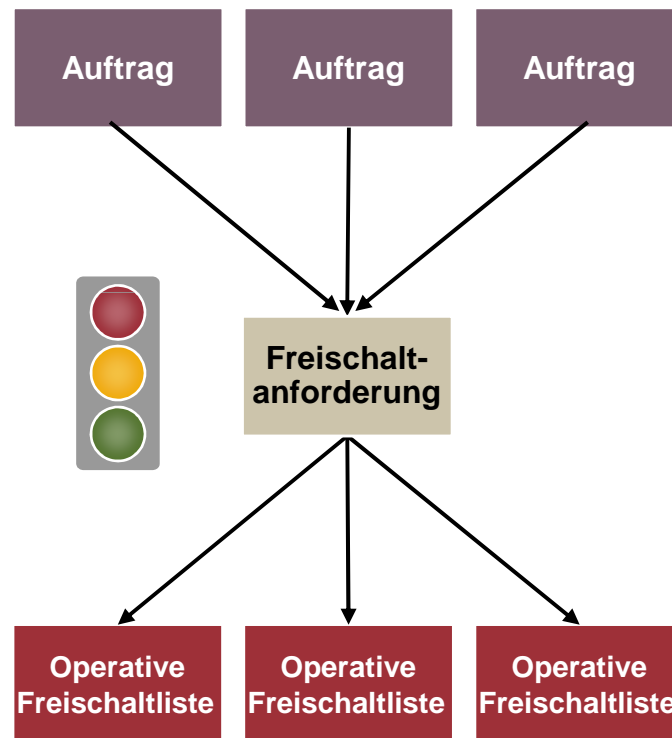 Auftrag
Auftrag
Auftrag
Freischalt-
anforderung
Operative
Freischaltliste
Operative
Freischaltliste
Operative
Freischaltliste